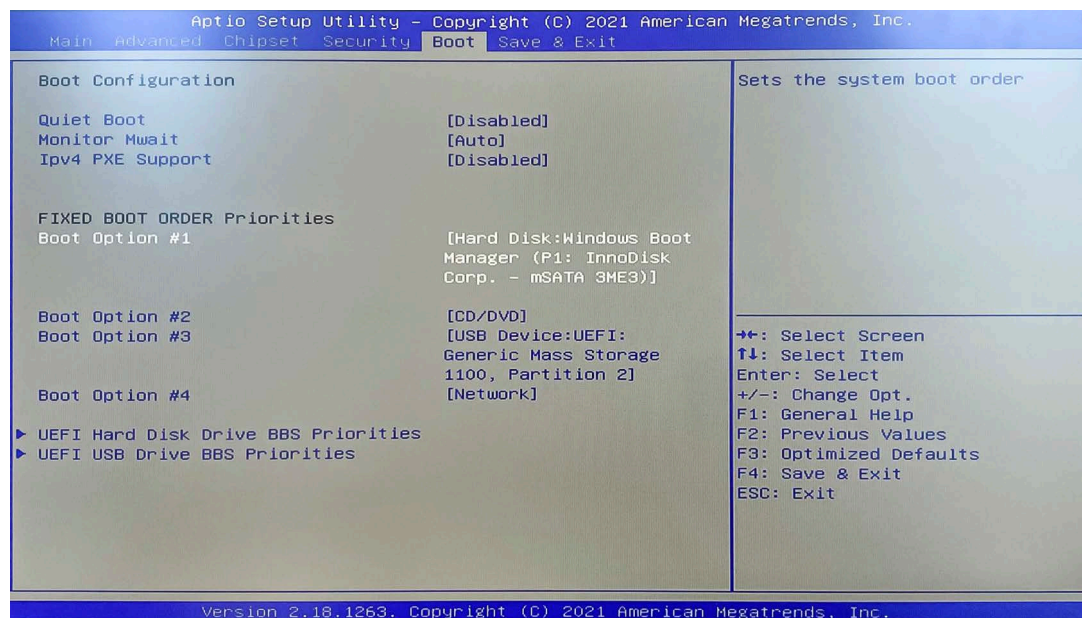 Aptio Setup Utility – Copyright (C) 2021 American Megatrends, Inc.
Main Advanced Chipset Security Boot Save & Exit
Boot Configuration
Quiet Boot [Disabled]
Monitor Mwait [Auto]
Ipv4 PXE Support [Disabled]
FIXED BOOT ORDER Priorities
Boot Option #1 [Hard Disk:Windows Boot
Manager (P1: InnoDisk
Corp. – mSATA 3ME3)]
Boot Option #2 [CD/DVD]
Boot Option #3 [USB Device:UEFI:
Generic Mass Storage
1100, Partition 2]
Boot Option #4 [Network]
▶ UEFI Hard Disk Drive BBS Priorities
▶ UEFI USB Drive BBS Priorities
Sets the system boot order
→←: Select Screen
↑↓: Select Item
Enter: Select
+/–: Change Opt.
F1: General Help
F2: Previous Values
F3: Optimized Defaults
F4: Save & Exit
ESC: Exit
Version 2.18.1263. Copyright (C) 2021 American Megatrends, Inc.